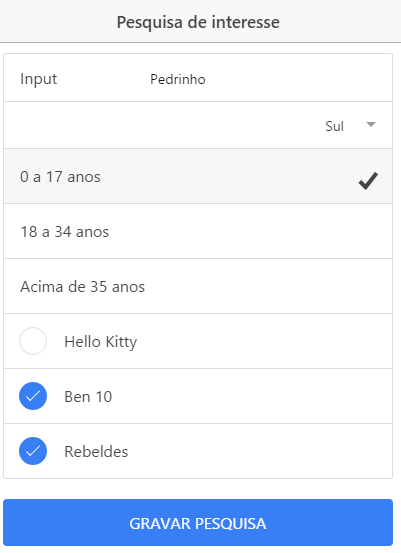 Pesquisa de interesse
Input Pedrinho
Sul
0 a 17 anos
18 a 34 anos
Acima de 35 anos
Hello Kitty
Ben 10
Rebeldes
GRAVAR PESQUISA